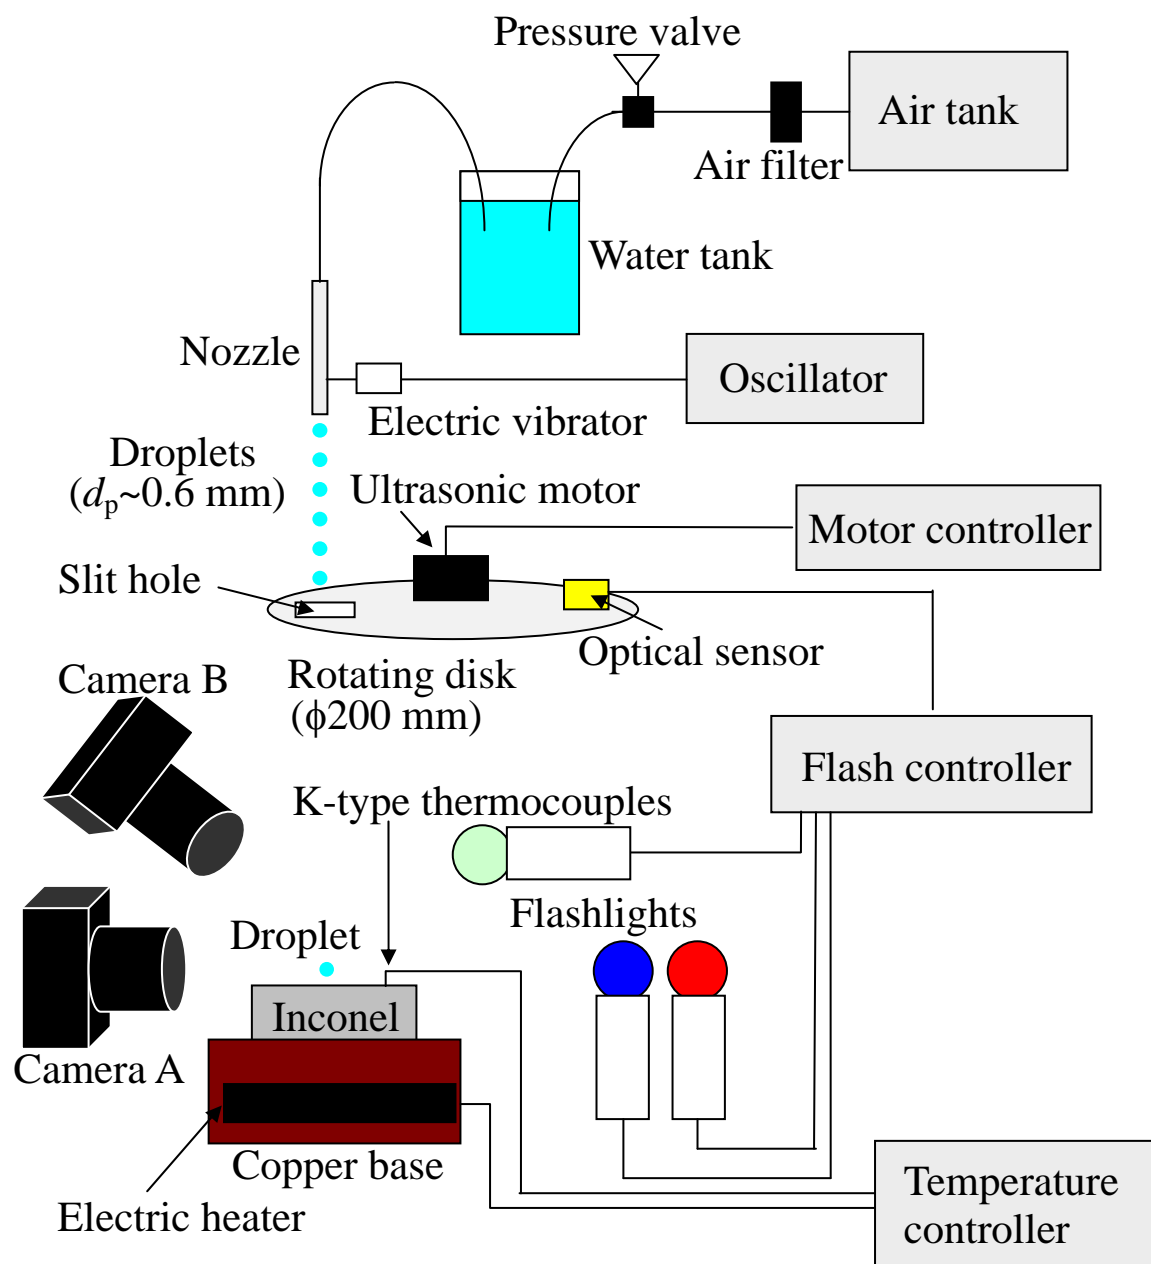 Pressure valve
Air tank
Air filter
Water tank
Nozzle
Oscillator
Electric vibrator
Droplets
(dp~0.6 mm)
Ultrasonic motor
Motor controller
Slit hole
Optical sensor
Camera B
Rotating disk
(ϕ200 mm)
Flash controller
K-type thermocouples
Flashlights
Droplet
Inconel
Camera A
Copper base
Electric heater
Temperature
controller